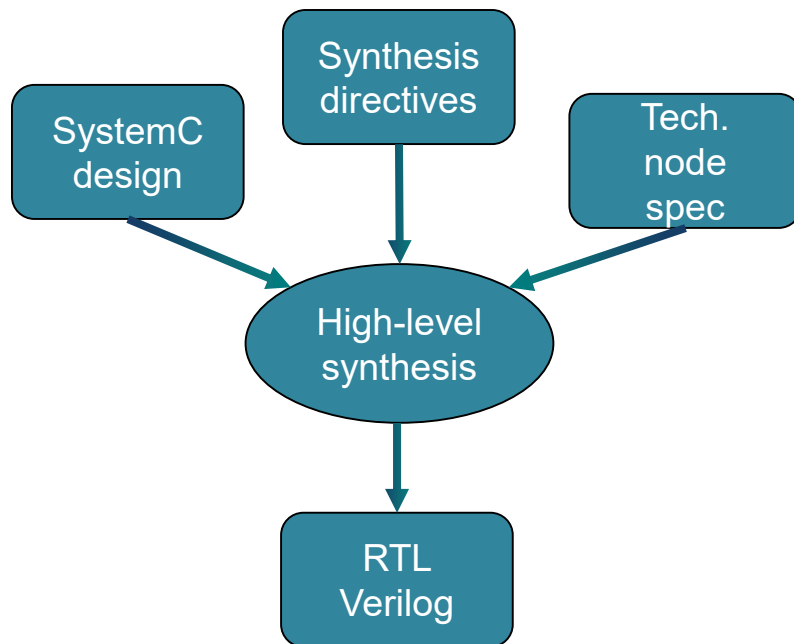 Synthesis
directives
SystemC
design
Tech.
node
spec
High-level
synthesis
RTL
Verilog